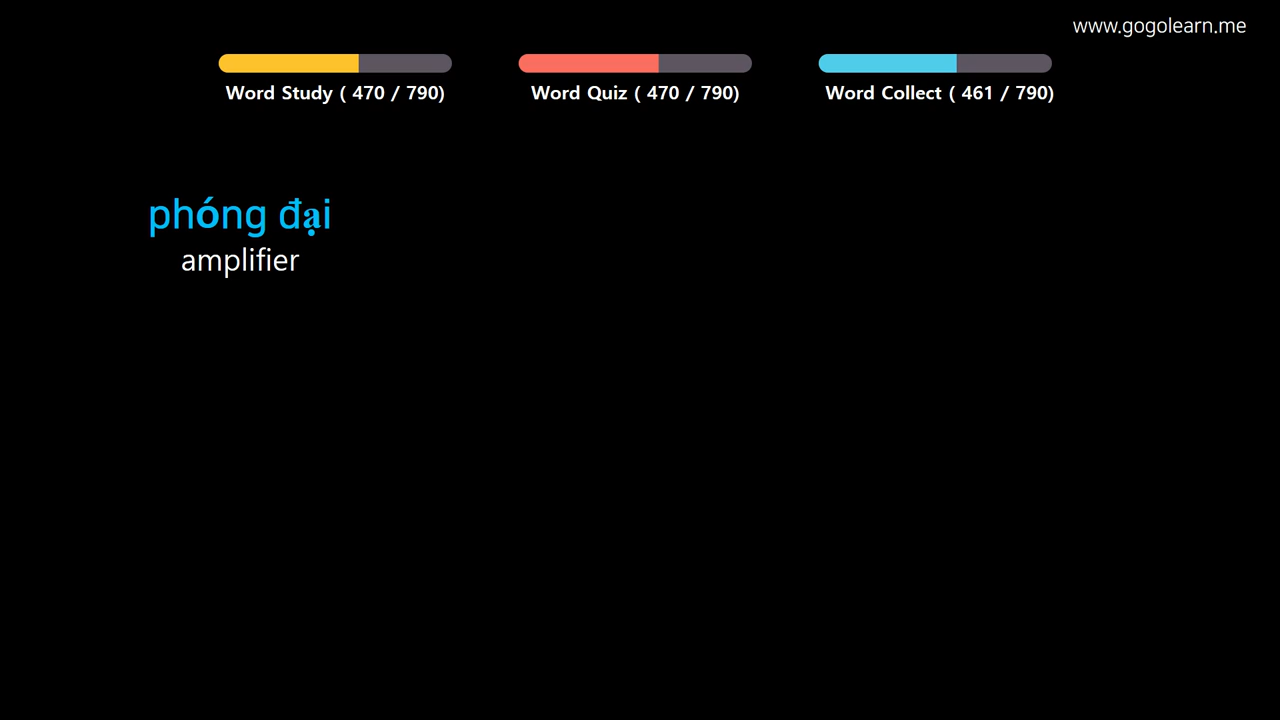 www.gogolearn.me
Word Study ( 470 / 790)
Word Quiz ( 470 / 790)
Word Collect ( 461 / 790)
phóng đại
amplifier